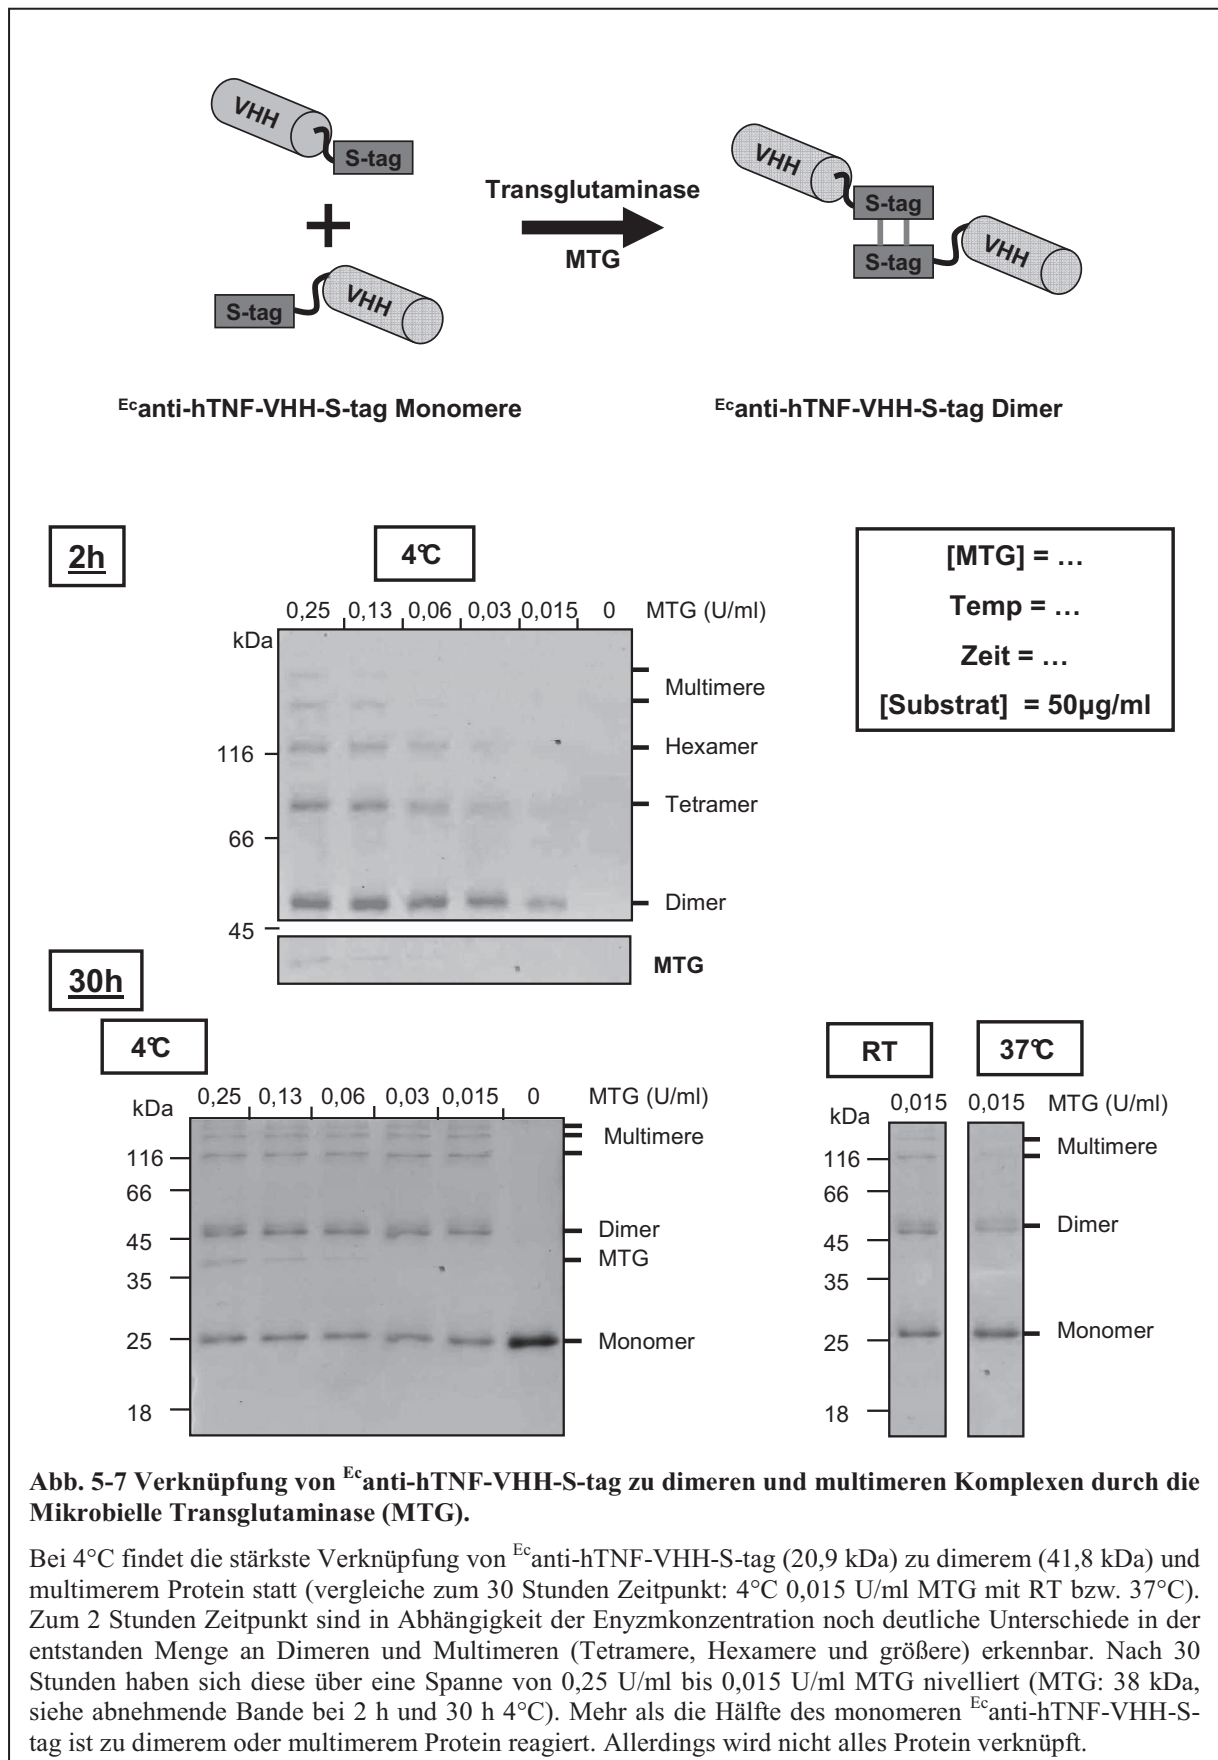 VHH
S-tag
+
S-tag
VHH
Transglutaminase
MTG
VHH
S-tag
S-tag
VHH
Ecanti-hTNF-VHH-S-tag Monomere
Ecanti-hTNF-VHH-S-tag Dimer
2h
4°C
[MTG] = ...
Temp = ...
Zeit = ...
[Substrat] = 50µg/ml
0,25 0,13 0,06 0,03 0,015 0 MTG (U/ml)
kDa
Multimere
116
Hexamer
Tetramer
66
Dimer
45
MTG
30h
4°C
kDa
0,25 0,13 0,06 0,03 0,015 0 MTG (U/ml)
Multimere
116
66
Dimer
45
MTG
35
25
Monomer
18
RT
37°C
0,015 0,015 MTG (U/ml)
kDa
Multimere
116
66
Dimer
45
35
Monomer
25
18
Abb. 5-7 Verknüpfung von Ecanti-hTNF-VHH-S-tag zu dimeren und multimeren Komplexen durch die
Mikrobielle Transglutaminase (MTG).
Bei 4°C findet die stärkste Verknüpfung von Ecanti-hTNF-VHH-S-tag (20,9 kDa) zu dimerem (41,8 kDa) und
multimerem Protein statt (vergleiche zum 30 Stunden Zeitpunkt: 4°C 0,015 U/ml MTG mit RT bzw. 37°C).
Zum 2 Stunden Zeitpunkt sind in Abhängigkeit der Enyzmkonzentration noch deutliche Unterschiede in der
entstanden Menge an Dimeren und Multimeren (Tetramere, Hexamere und größere) erkennbar. Nach 30
Stunden haben sich diese über eine Spanne von 0,25 U/ml bis 0,015 U/ml MTG nivelliert (MTG: 38 kDa,
siehe abnehmende Bande bei 2 h und 30 h 4°C). Mehr als die Hälfte des monomeren Ecanti-hTNF-VHH-S-
tag ist zu dimerem oder multimerem Protein reagiert. Allerdings wird nicht alles Protein verknüpft.